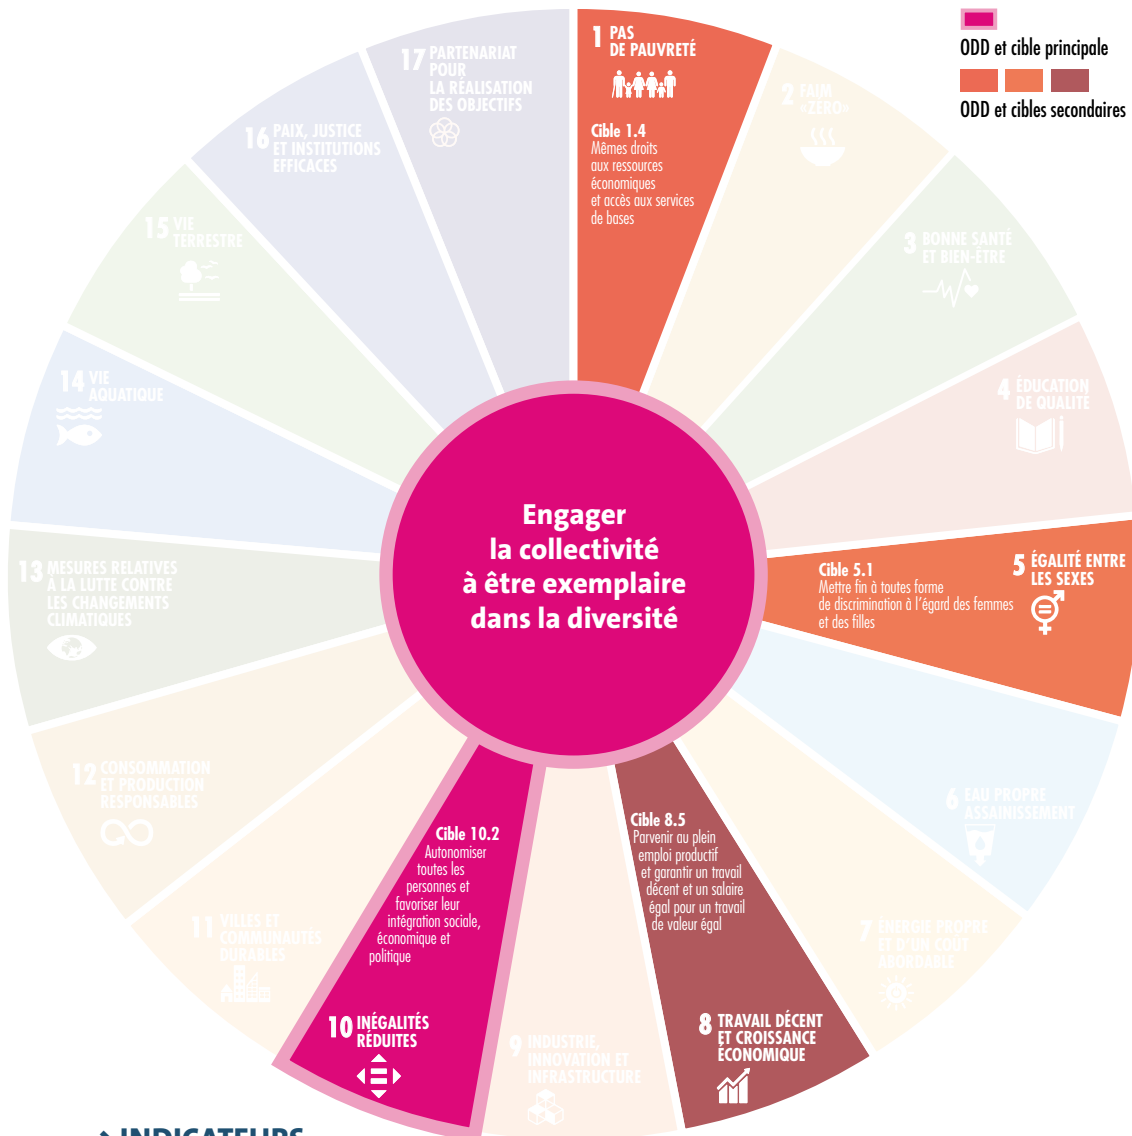 1 PAS
DE PAUVRETÉ
Cible 1.4
Mêmes droits
aux ressources
économiques
et accès aux services
de bases
2 FAIM
«ZERO»
3 BONNE SANTÉ
ET BIEN-ÊTRE
4 ÉDUCATION
DE QUALITÉ
5 ÉGALITÉ ENTRE
LES SEXES
Cible 5.1
Mettre fin à toutes forme
de discrimination à l'égard des femmes
et des filles
6 EAU PROPRE
ASSAINISSEMENT
7 ÉNERGIE PROPRE
ET D'UN COÛT
ABORDABLE
Cible 8.5
Parvenir au plein
emploi productif
et garantir un travail
décent et un salaire
égal pour un travail
de valeur égal
8 TRAVAIL DÉCENT
ET CROISSANCE
ÉCONOMIQUE
9 INDUSTRIE,
INNOVATION ET
INFRASTRUCTURE
Cible 10.2
Autonomiser
toutes les
personnes et
favoriser leur
intégration sociale,
économique et
politique
10 INÉGALITÉS
RÉDUITES
11 VILLES ET
COMMUNAUTÉS
DURABLES
12 CONSOMMATION
ET PRODUCTION
RESPONSABLES
13 MESURES RELATIVES
À LA LUTTE CONTRE
LES CHANGEMENTS
CLIMATIQUES
14 VIE
AQUATIQUE
15 VIE
TERRESTRE
16 PAIX, JUSTICE
ET INSTITUTIONS
EFFICACES
17 PARTENARIAT
POUR
LA RÉALISATION
DES OBJECTIFS
Engager
la collectivité
à être exemplaire
dans la diversité
ODD et cible principale
ODD et cibles secondaires
INDICATEURS